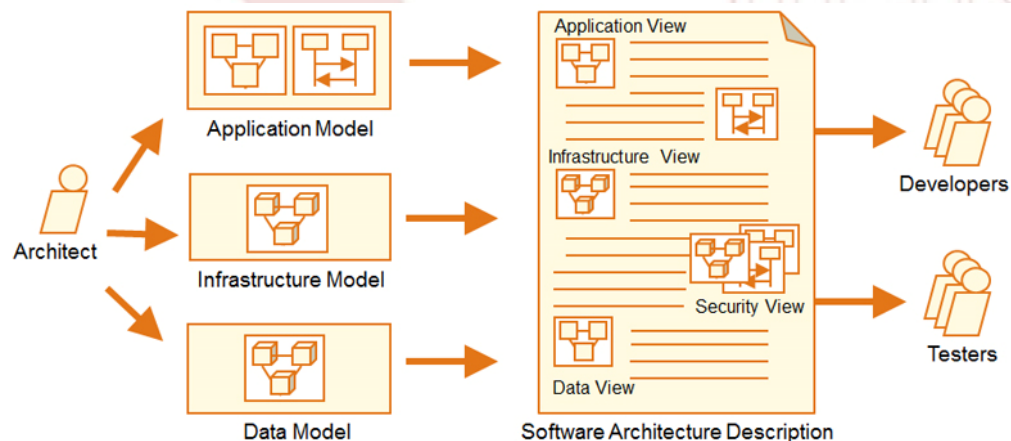 Application View
Application Model
Infrastructure View
Developers
Architect
Infrastructure Model
Security View
Testers
Data View
Data Model
Software Architecture Description